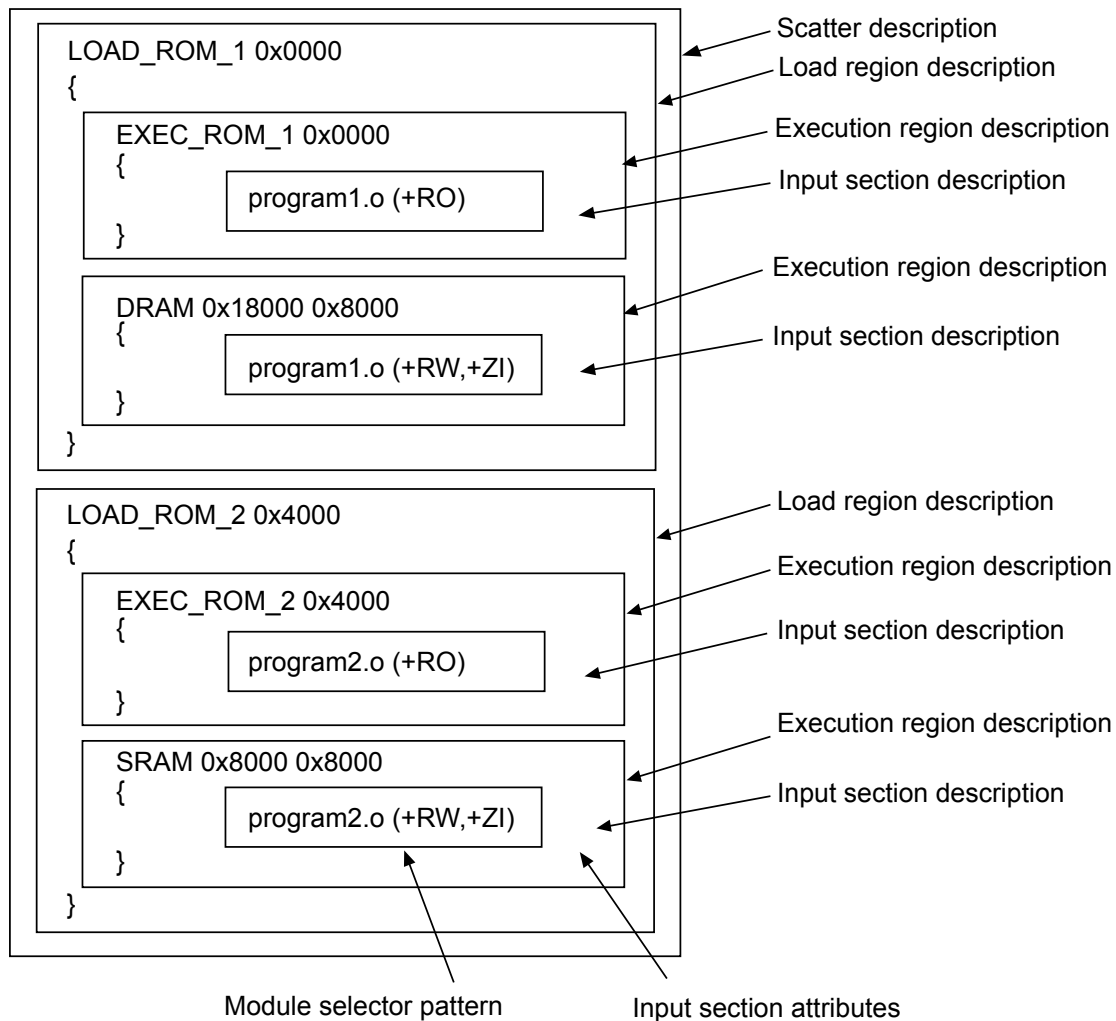 Scatter description
LOAD_ROM_1 0x0000
Load region description
{
EXEC_ROM_1 0x0000
Execution region description
{
program1.o (+RO)
Input section description
}
Execution region description
DRAM 0x18000 0x8000
{
program1.o (+RW,+ZI)
Input section description
}
}
LOAD_ROM_2 0x4000
Load region description
{
Execution region description
EXEC_ROM_2 0x4000
{
program2.o (+RO)
Input section description
}
Execution region description
SRAM 0x8000 0x8000
{
program2.o (+RW,+ZI)
Input section description
}
}
Module selector pattern
Input section attributes